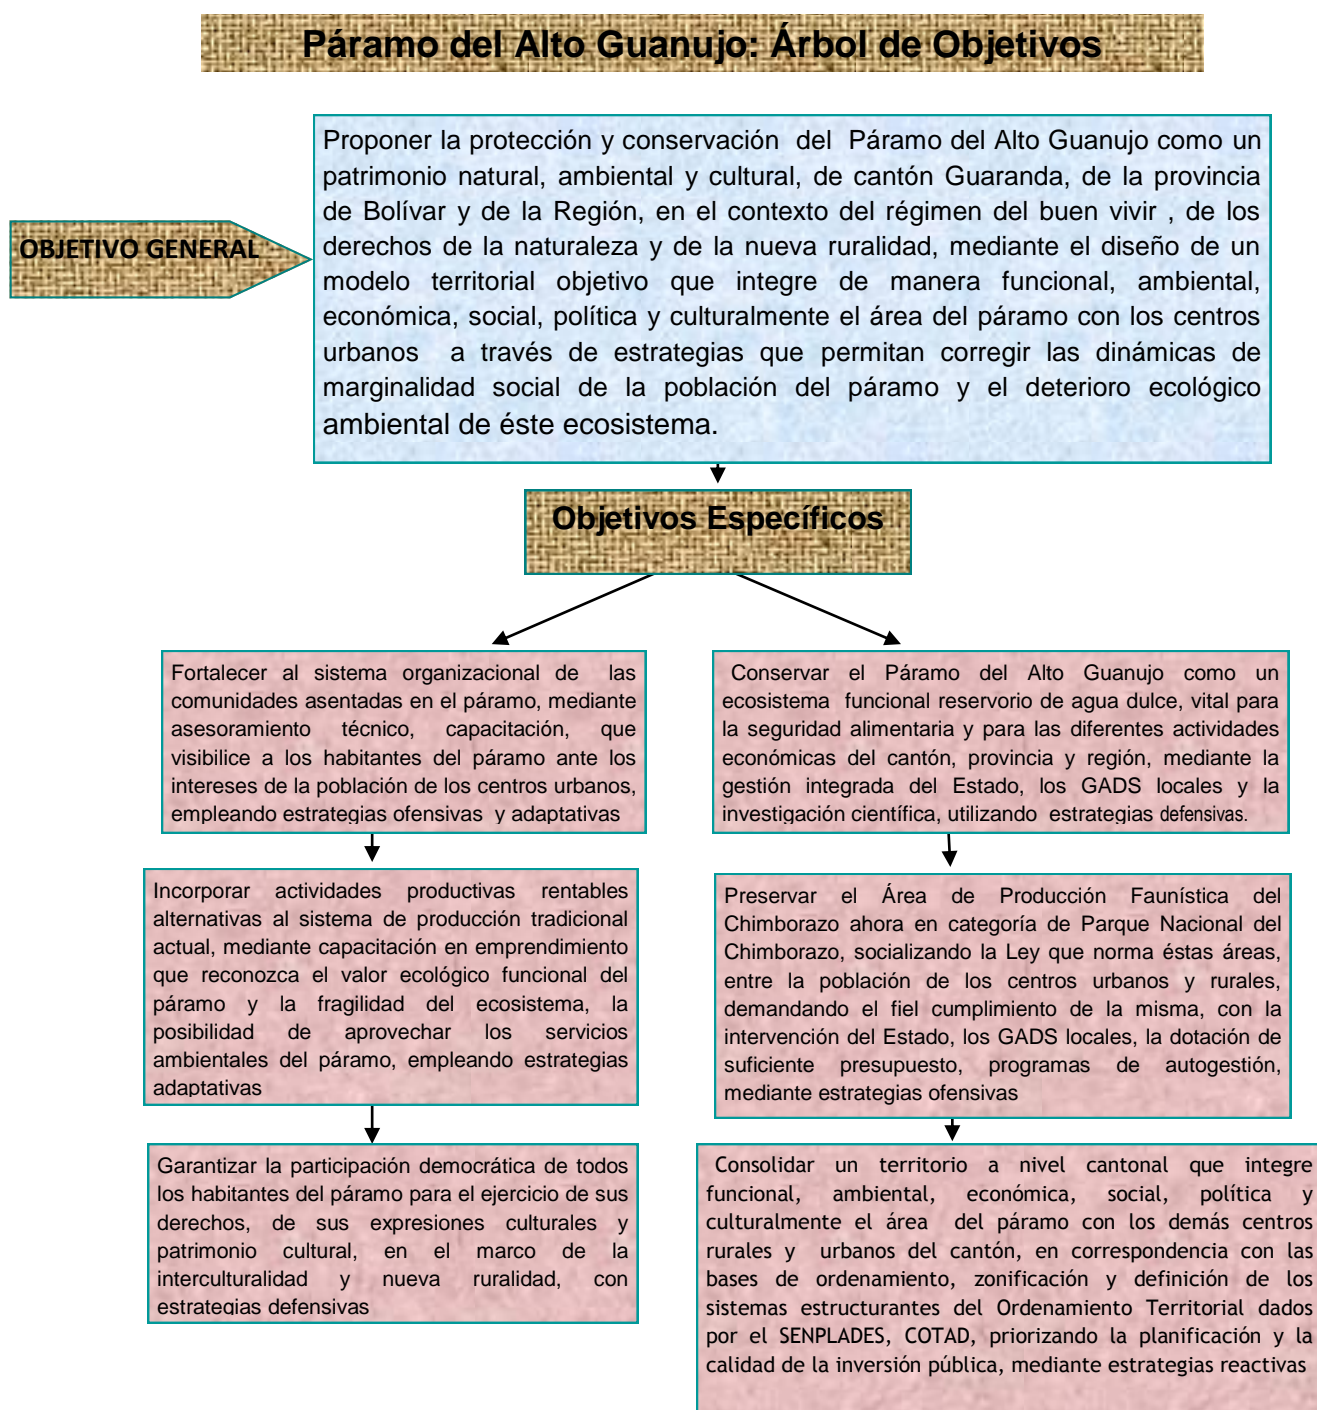 Páramo del Alto Guanujo: Árbol de Objetivos
OBJETIVO GENERAL
Proponer la protección y conservación del Páramo del Alto Guanujo como un
patrimonio natural, ambiental y cultural, de cantón Guaranda, de la provincia
de Bolívar y de la Región, en el contexto del régimen del buen vivir , de los
derechos de la naturaleza y de la nueva ruralidad, mediante el diseño de un
modelo territorial objetivo que integre de manera funcional, ambiental,
económica, social, política y culturalmente el área del páramo con los centros
urbanos a través de estrategias que permitan corregir las dinámicas de
marginalidad social de la población del páramo y el deterioro ecológico
ambiental de éste ecosistema.
Objetivos Específicos
Fortalecer al sistema organizacional de las
comunidades asentadas en el páramo, mediante
asesoramiento técnico, capacitación, que
visibilice a los habitantes del páramo ante los
intereses de la población de los centros urbanos,
empleando estrategias ofensivas y adaptativas
Incorporar actividades productivas rentables
alternativas al sistema de producción tradicional
actual, mediante capacitación en emprendimiento
que reconozca el valor ecológico funcional del
páramo y la fragilidad del ecosistema, la
posibilidad de aprovechar los servicios
ambientales del páramo, empleando estrategias
adaptativas
Garantizar la participación democrática de todos
los habitantes del páramo para el ejercicio de sus
derechos, de sus expresiones culturales y
patrimonio cultural, en el marco de la
interculturalidad y nueva ruralidad, con
estrategias defensivas
Conservar el Páramo del Alto Guanujo como un
ecosistema funcional reservorio de agua dulce, vital para
la seguridad alimentaria y para las diferentes actividades
económicas del cantón, provincia y región, mediante la
gestión integrada del Estado, los GADS locales y la
investigación científica, utilizando estrategias defensivas.
Preservar el Área de Producción Faunística del
Chimborazo ahora en categoría de Parque Nacional del
Chimborazo, socializando la Ley que norma éstas áreas,
entre la población de los centros urbanos y rurales,
demandando el fiel cumplimiento de la misma, con la
intervención del Estado, los GADS locales, la dotación de
suficiente presupuesto, programas de autogestión,
mediante estrategias ofensivas
Consolidar un territorio a nivel cantonal que integre
funcional, ambiental, económica, social, política y
culturalmente el área del páramo con los demás centros
rurales y urbanos del cantón, en correspondencia con las
bases de ordenamiento, zonificación y definición de los
sistemas estructurantes del Ordenamiento Territorial dados
por el SENPLADES, COTAD, priorizando la planificación y la
calidad de la inversión pública, mediante estrategias reactivas